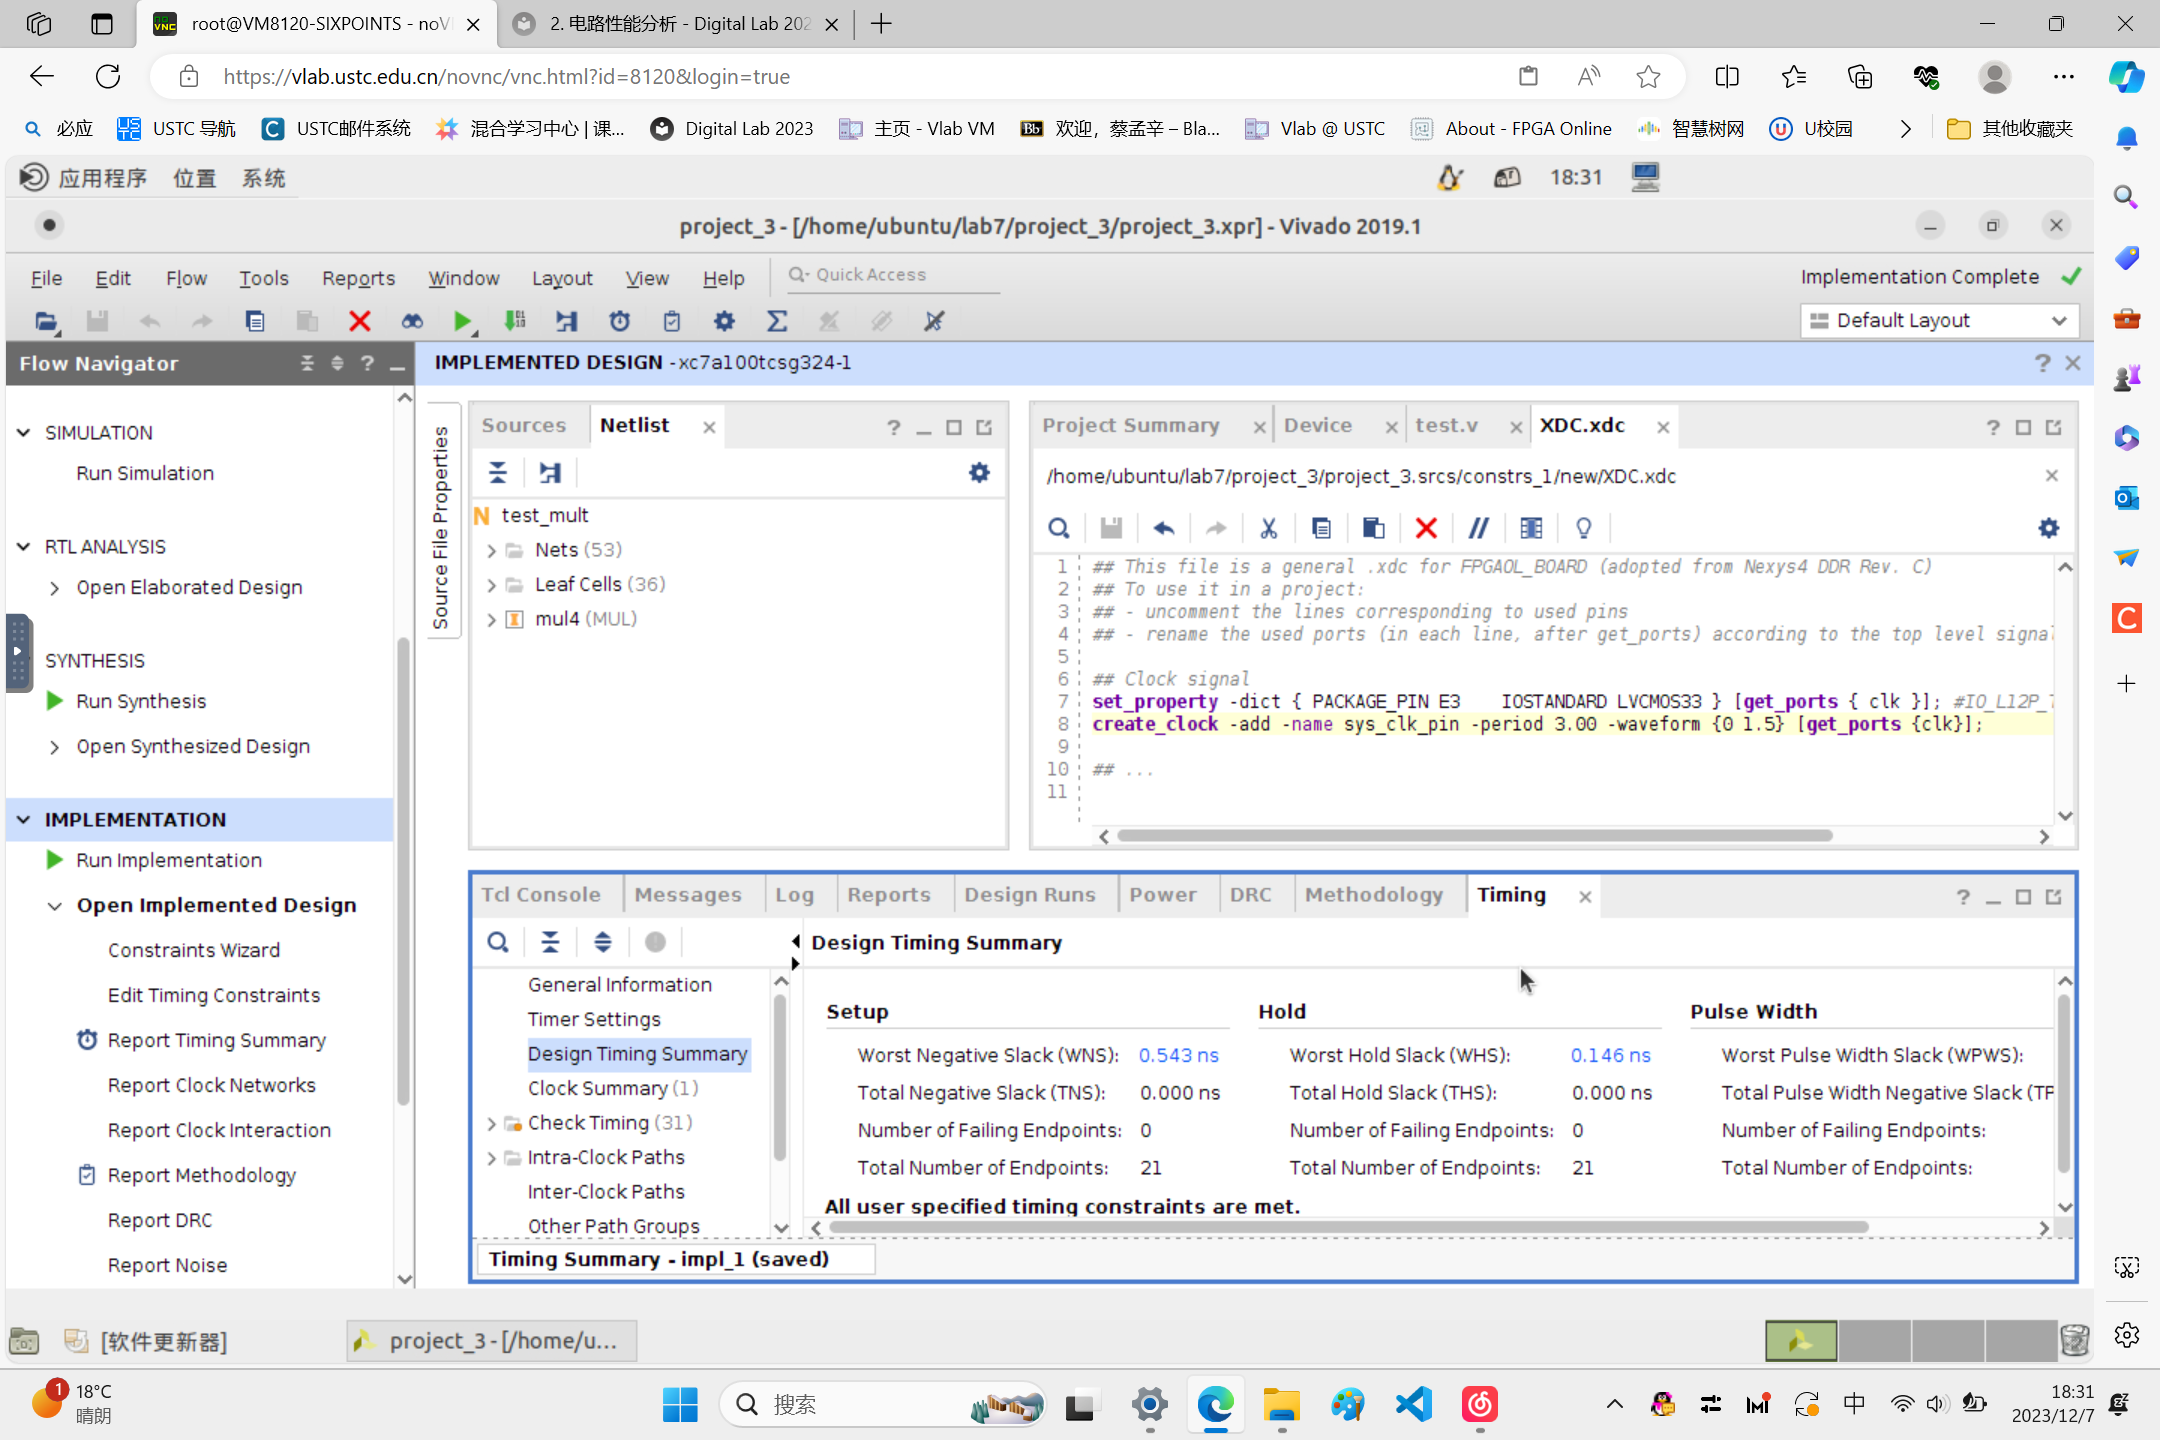 root@VM8120-SIXPOINTS - noV
2. 电路性能分析 - Digital Lab 202
https://vlab.ustc.edu.cn/novnc/vnc.html?id=8120&login=true
必应
USTC 导航
USTC邮件系统
混合学习中心 | 课...
Digital Lab 2023
主页 - Vlab VM
欢迎，蔡孟辛 – Bla...
Vlab @ USTC
About - FPGA Online
智慧树网
U校园
其他收藏夹
应用程序 位置 系统
18:31
project_3 - [/home/ubuntu/lab7/project_3/project_3.xpr] - Vivado 2019.1
File Edit Flow Tools Reports Window Layout View Help
Quick Access
Implementation Complete
Default Layout
Flow Navigator
IMPLEMENTED DESIGN - xc7a100tcsg324-1
SIMULATION
Run Simulation
RTL ANALYSIS
Open Elaborated Design
SYNTHESIS
Run Synthesis
Open Synthesized Design
IMPLEMENTATION
Run Implementation
Open Implemented Design
Constraints Wizard
Edit Timing Constraints
Report Timing Summary
Report Clock Networks
Report Clock Interaction
Report Methodology
Report DRC
Report Noise
Source File Properties
Sources Netlist
test_mult
Nets (53)
Leaf Cells (36)
mul4 (MUL)
Project Summary Device test.v XDC.xdc
/home/ubuntu/lab7/project_3/project_3.srcs/constrs_1/new/XDC.xdc
1 ## This file is a general .xdc for FPGAOL_BOARD (adopted from Nexys4 DDR Rev. C)
2 ## To use it in a project:
3 ## - uncomment the lines corresponding to used pins
4 ## - rename the used ports (in each line, after get_ports) according to the top level signal
5
6 ## Clock signal
7 set_property -dict { PACKAGE_PIN E3    IOSTANDARD LVCMOS33 } [get_ports { clk }]; #IO_L12P_
8 create_clock -add -name sys_clk_pin -period 3.00 -waveform {0 1.5} [get_ports {clk}];
9
10 ## ...
11
Tcl Console Messages Log Reports Design Runs Power DRC Methodology Timing
Design Timing Summary
General Information
Timer Settings
Design Timing Summary
Clock Summary (1)
Check Timing (31)
Intra-Clock Paths
Inter-Clock Paths
Other Path Groups
Setup
Worst Negative Slack (WNS): 0.543 ns
Total Negative Slack (TNS): 0.000 ns
Number of Failing Endpoints: 0
Total Number of Endpoints: 21
Hold
Worst Hold Slack (WHS): 0.146 ns
Total Hold Slack (THS): 0.000 ns
Number of Failing Endpoints: 0
Total Number of Endpoints: 21
Pulse Width
Worst Pulse Width Slack (WPWS):
Total Pulse Width Negative Slack (TP
Number of Failing Endpoints:
Total Number of Endpoints:
All user specified timing constraints are met.
Timing Summary - impl_1 (saved)
[软件更新器]
project_3 - [/home/u...
1
18°C
晴朗
搜索
中
18:31
2023/12/7